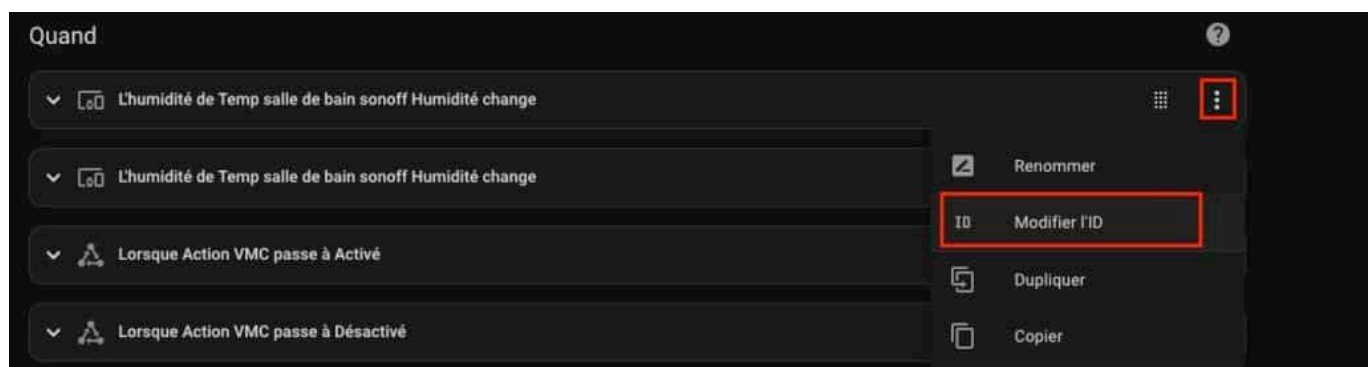 Quand
L'humidité de Temp salle de bain sonoff Humidité change
L'humidité de Temp salle de bain sonoff Humidité change
Renommer
ID Modifier l'ID
Lorsque Action VMC passe à Activé
Dupliquer
Lorsque Action VMC passe à Désactivé
Copier